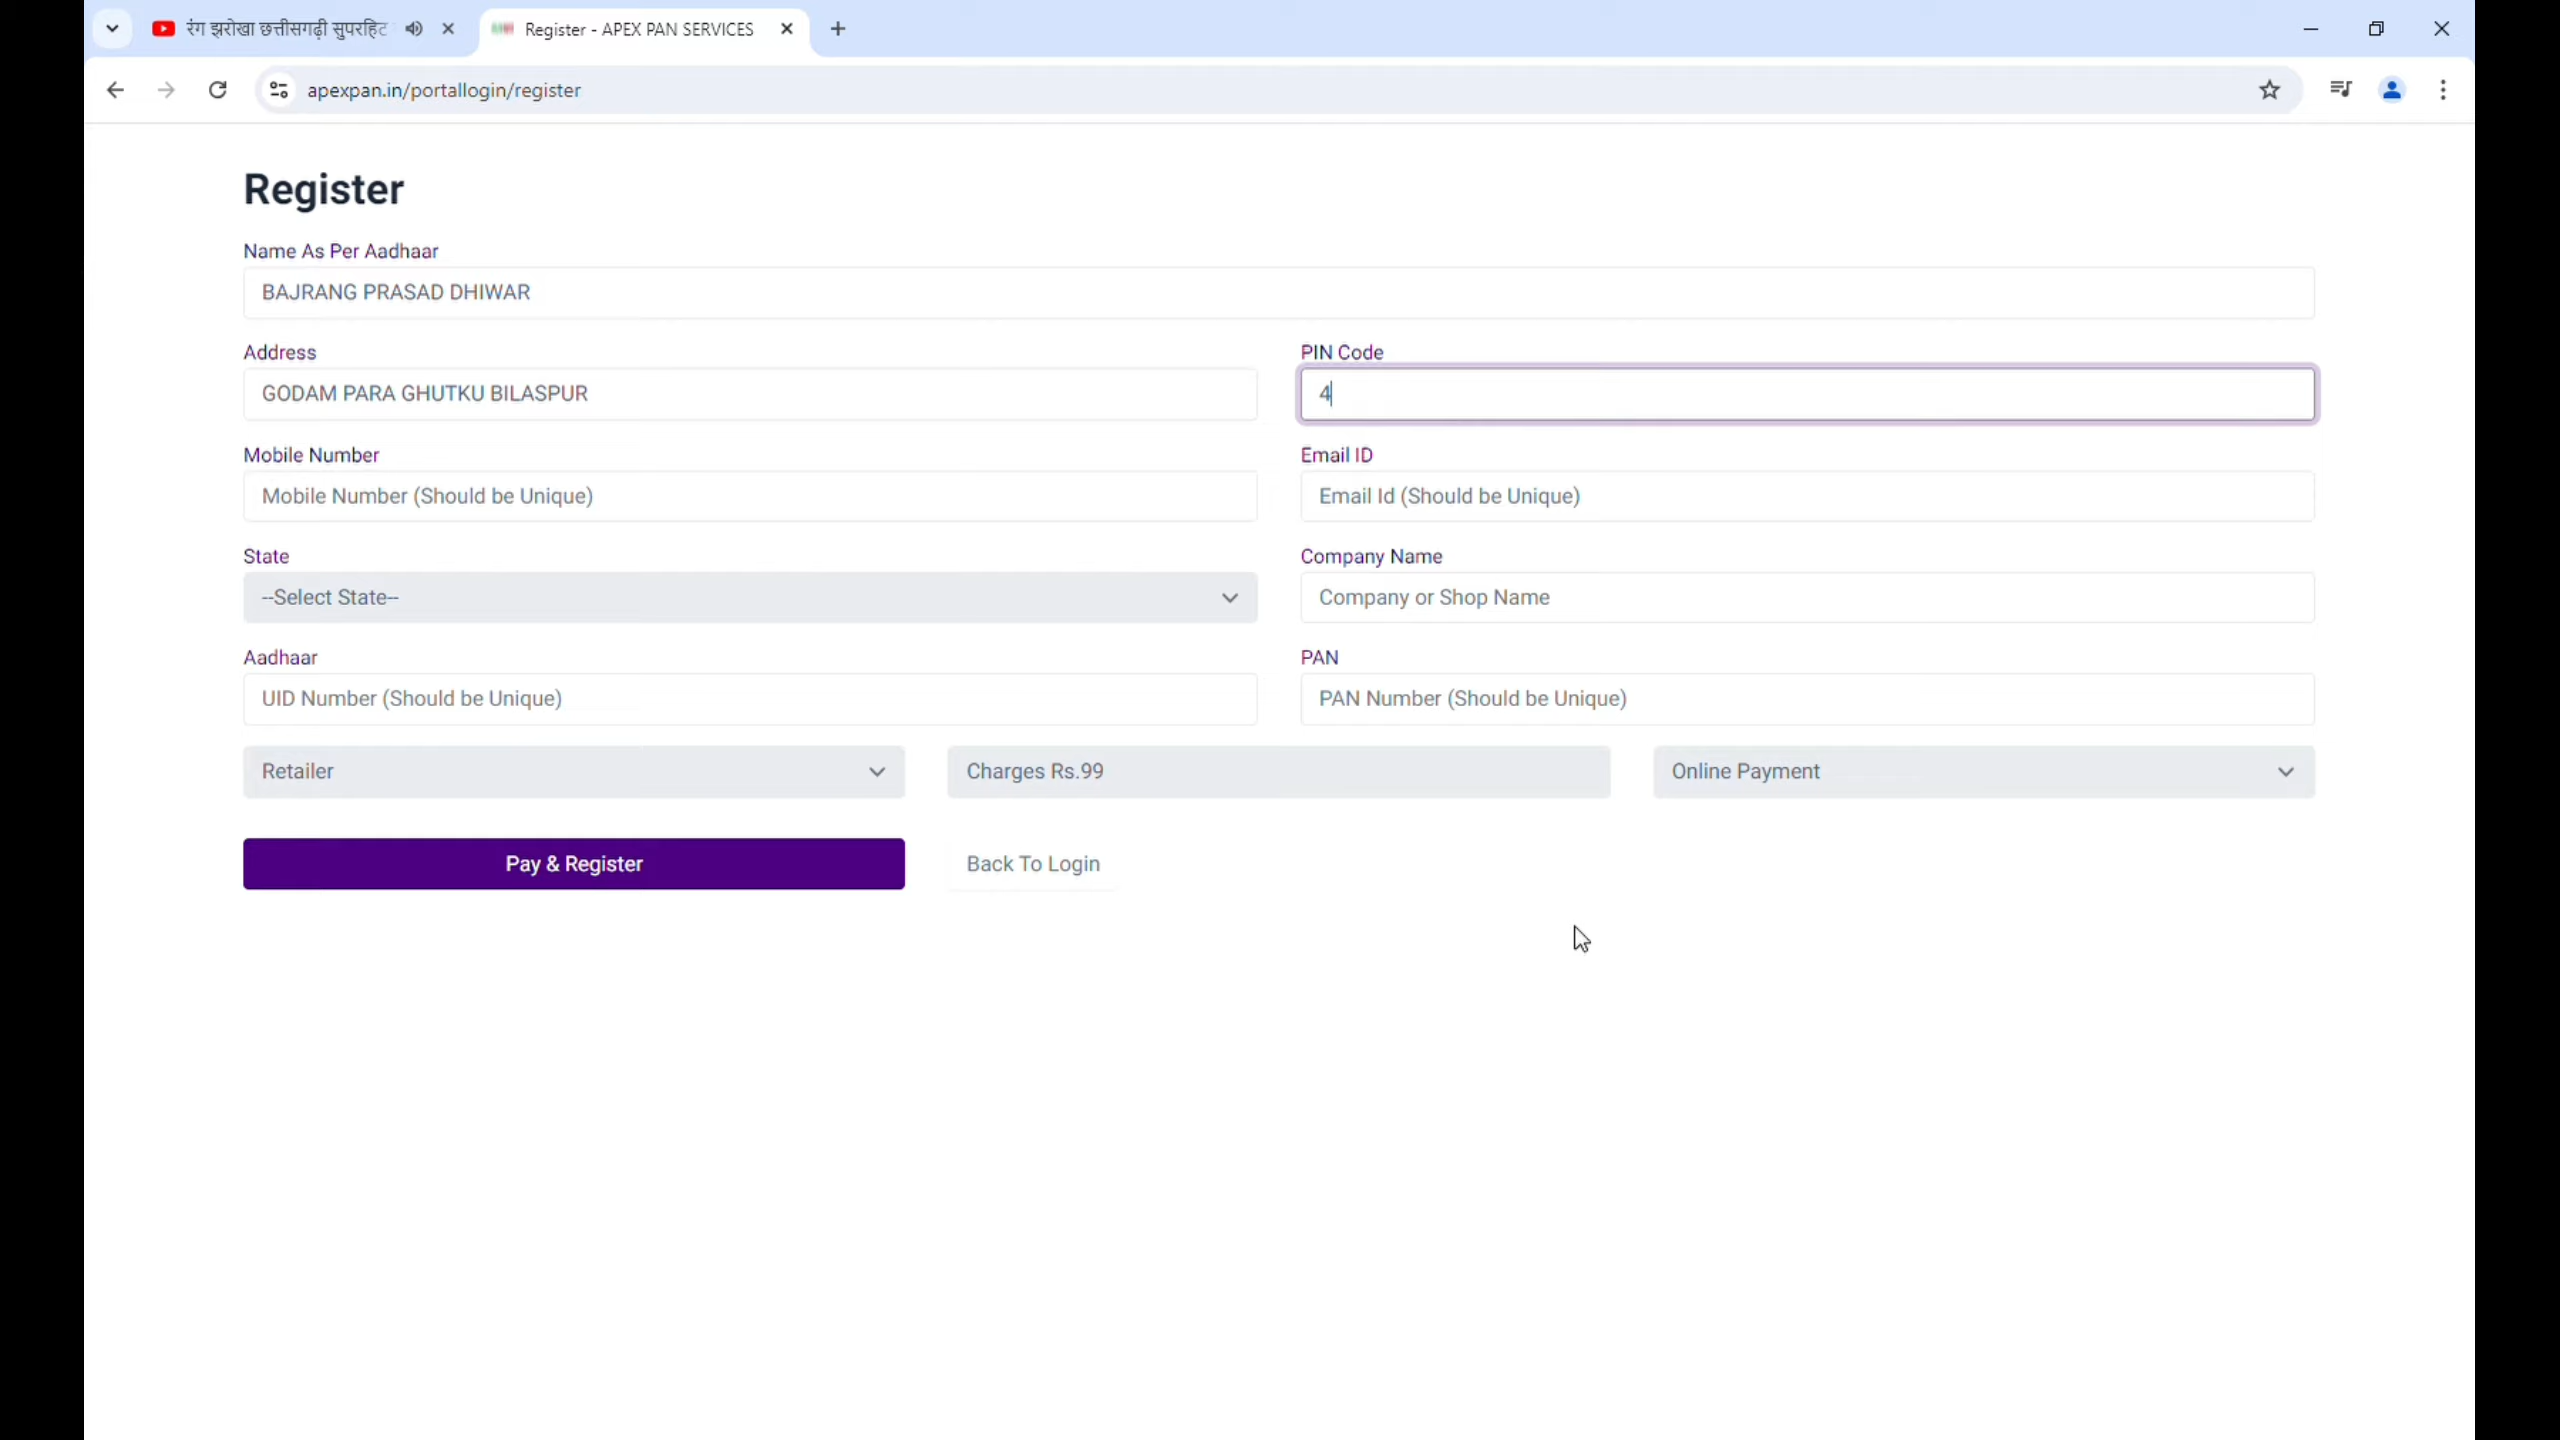 रंग झरोखा छत्तीसगढ़ी सुपरहिट
Register - APEX PAN SERVICES
apexpan.in/portallogin/register
Register
Name As Per Aadhaar
BAJRANG PRASAD DHIWAR
Address
PIN Code
GODAM PARA GHUTKU BILASPUR
4
Mobile Number
Email ID
Mobile Number (Should be Unique)
Email Id (Should be Unique)
State
Company Name
--Select State--
Company or Shop Name
Aadhaar
PAN
UID Number (Should be Unique)
PAN Number (Should be Unique)
Retailer
Charges Rs.99
Online Payment
Pay & Register
Back To Login